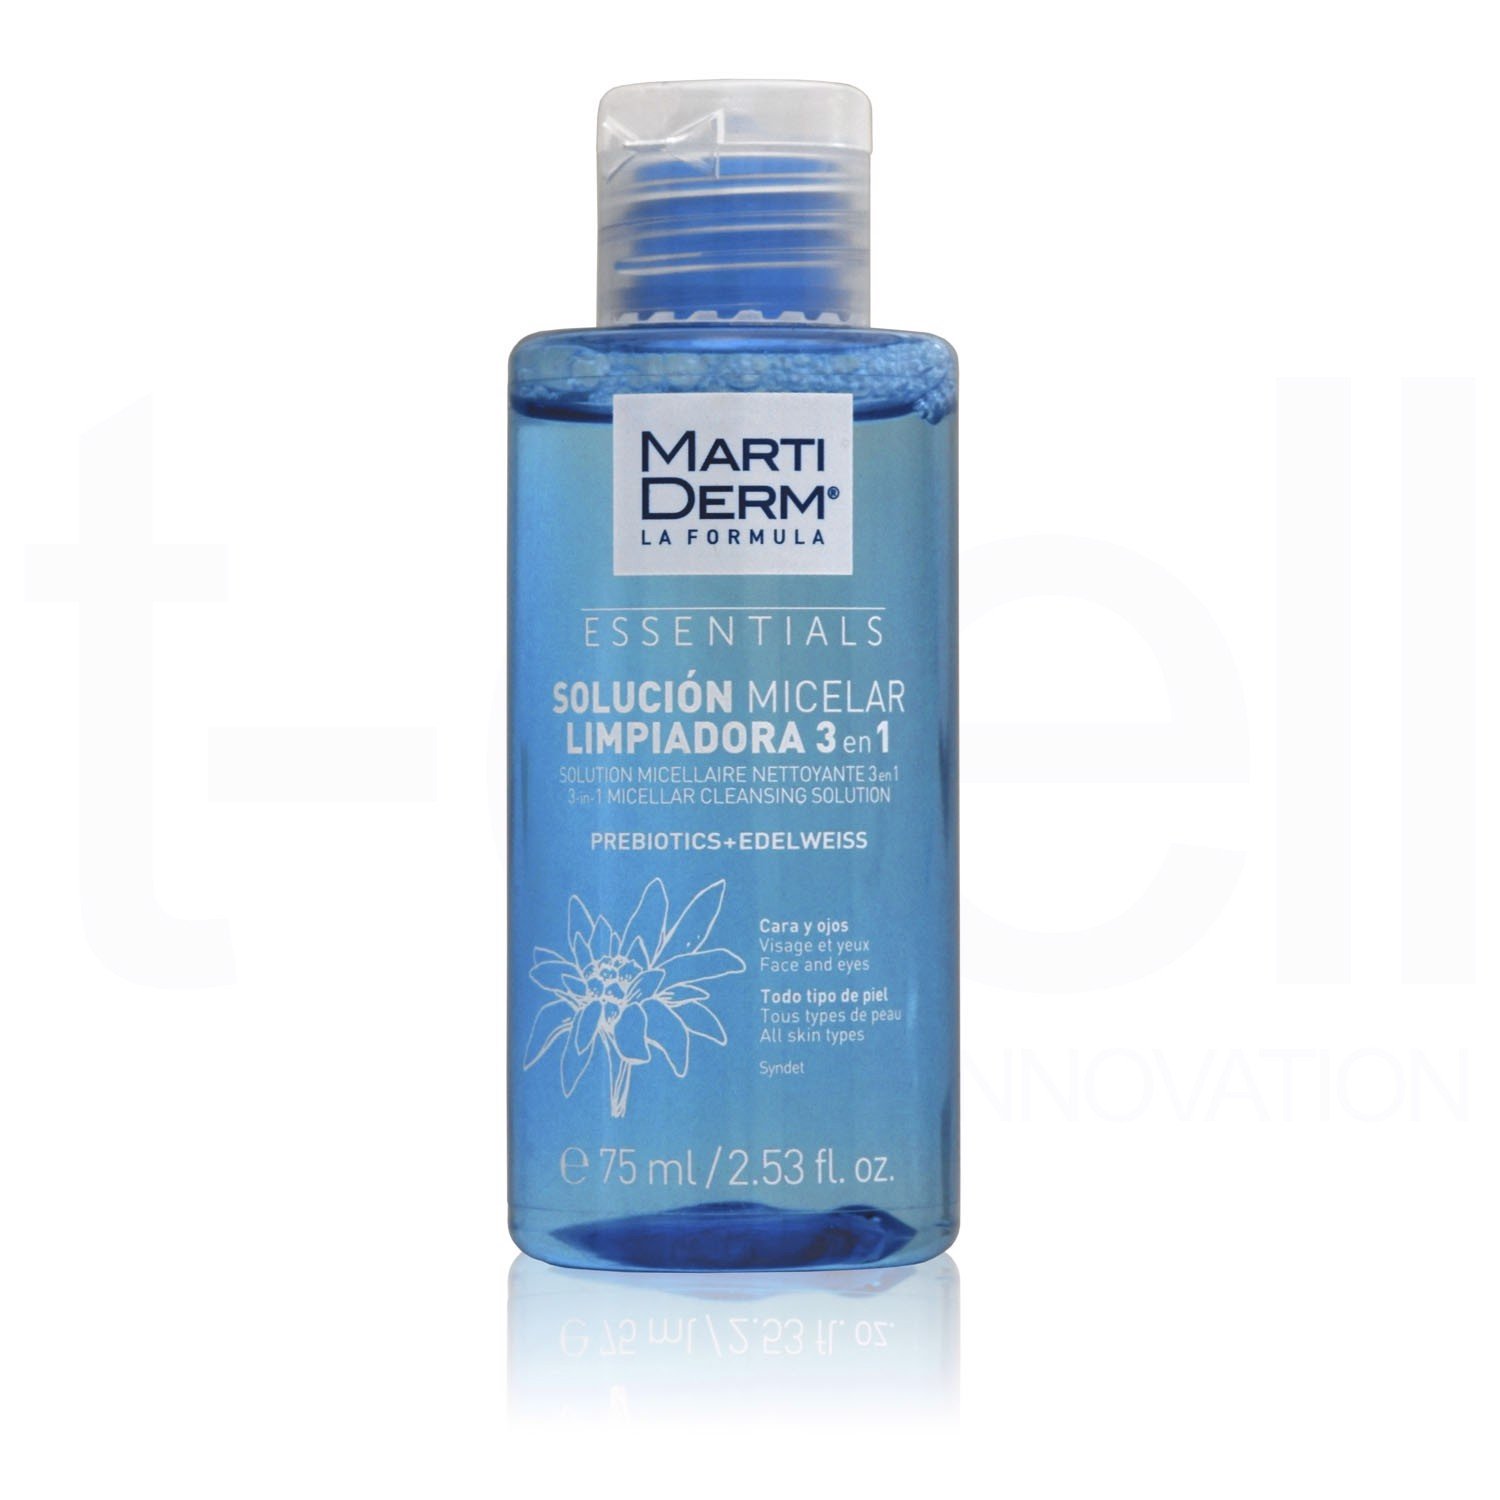 MARTI
DERM®
LA FORMULA
ESSENTIALS
SOLUCIÓN MICELAR
LIMPIADORA 3 en 1
SOLUTION MICELLAIRE NETTOYANTE 3 en 1
3-in-1 MICELLAR CLEANSING SOLUTION
PREBIOTICS+EDELWEISS
Cara y ojos
Visage et yeux
Face and eyes
Todo tipo de piel
Tous types de peau
All skin types
Syndet
e 75 ml / 2.53 fl. oz.